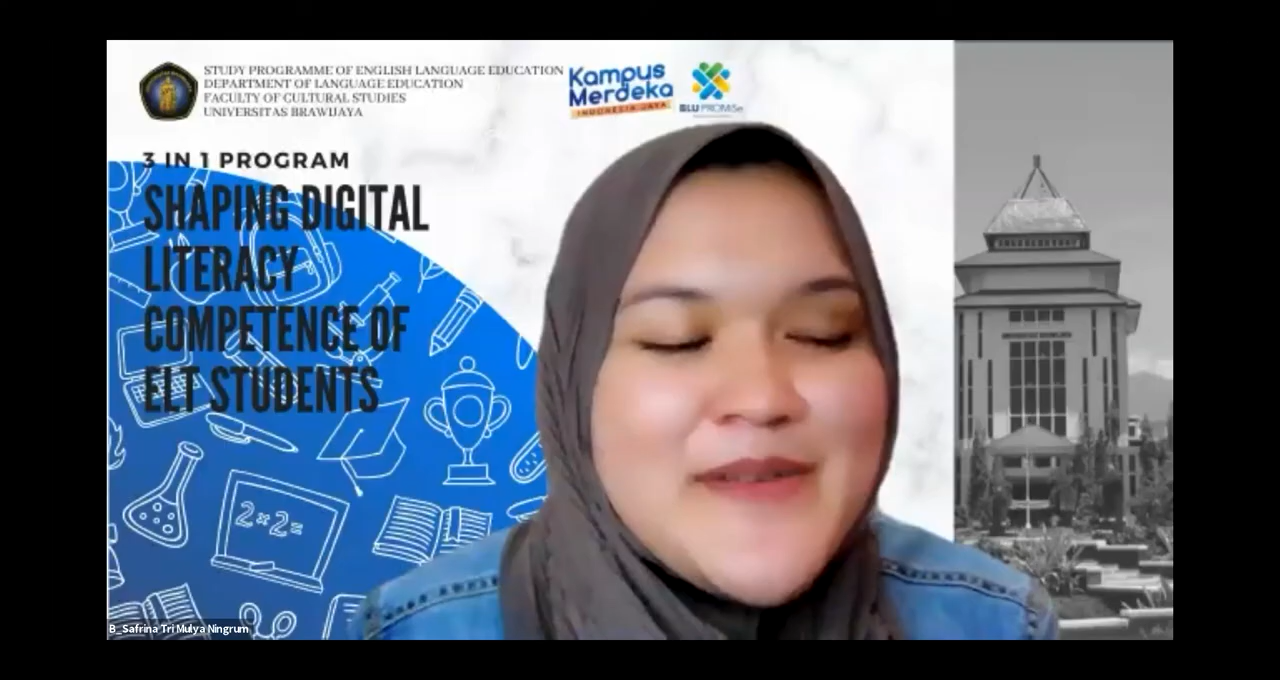 STUDY PROGRAMME OF ENGLISH LANGUAGE EDUCATION
DEPARTMENT OF LANGUAGE EDUCATION
FACULTY OF CULTURAL STUDIES
UNIVERSITAS BRAWIJAYA
Kampus
Merdeka
INDONESIA JAYA
BLU PROMISe
3 IN 1 PROGRAM
SHAPING DIGITAL
LITERACY
COMPETENCE OF
ELT STUDENTS
2×2=
B_Safrina Tri Mulya Ningrum